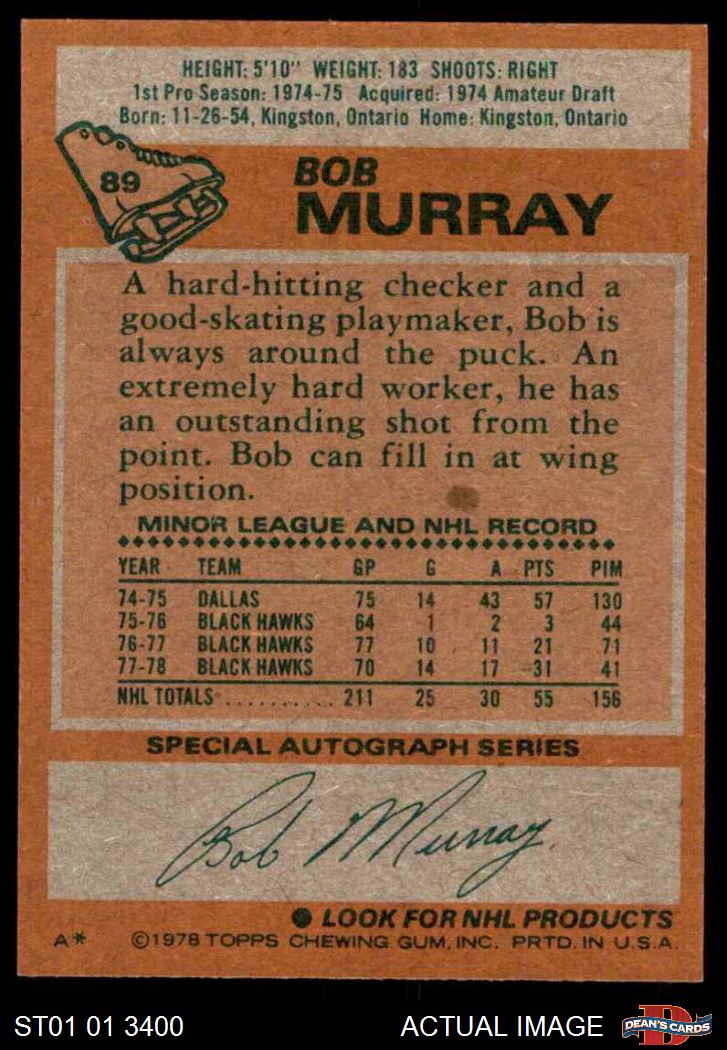 HEIGHT: 5'10" WEIGHT: 183 SHOOTS: RIGHT
1st Pro Season: 1974-75 Acquired: 1974 Amateur Draft
Born: 11-26-54, Kingston, Ontario Home: Kingston, Ontario
89
BOB
MURRAY
A hard-hitting checker and a
good-skating playmaker, Bob is
always around the puck. An
extremely hard worker, he has
an outstanding shot from the
point. Bob can fill in at wing
position.
MINOR LEAGUE AND NHL RECORD
YEAR TEAM GP G A PTS PIM
74-75 DALLAS 75 14 43 57 130
75-76 BLACK HAWKS 64 1 2 3 44
76-77 BLACK HAWKS 77 10 11 21 71
77-78 BLACK HAWKS 70 14 17 31 41
NHL TOTALS........... 211 25 30 55 156
SPECIAL AUTOGRAPH SERIES
Bob Murray
● LOOK FOR NHL PRODUCTS
A* ©1978 TOPPS CHEWING GUM, INC. PRTD. IN U.S.A.
ST01 01 3400 ACTUAL IMAGE D DEAN'S CARDS